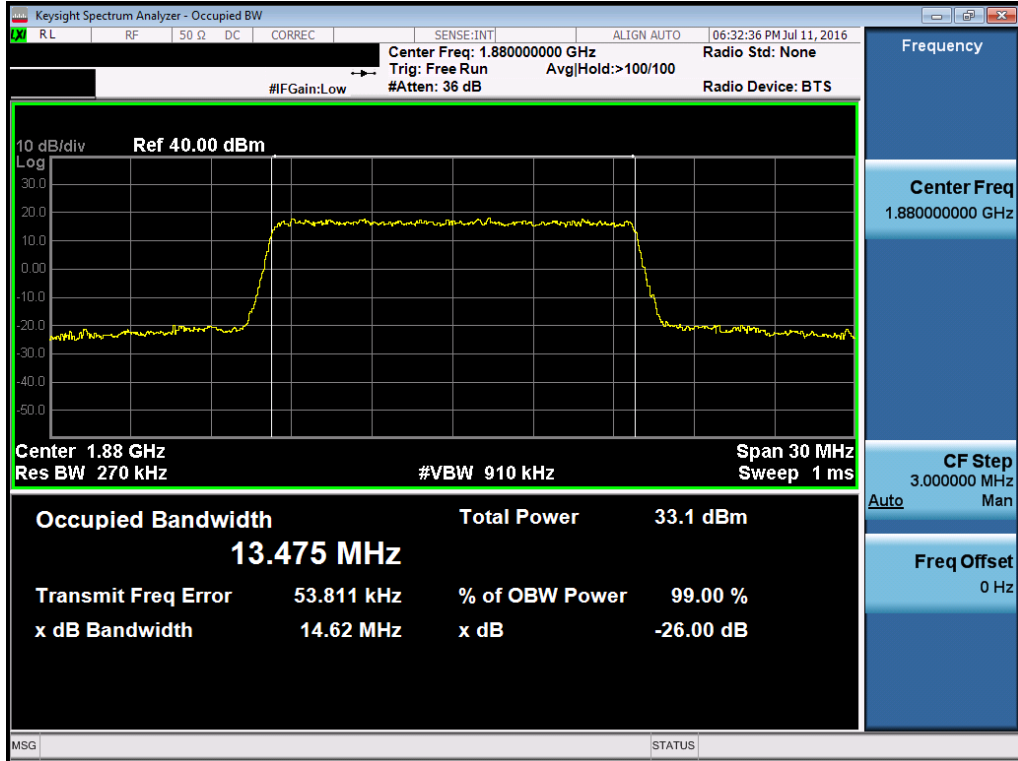 Keysight Spectrum Analyzer - Occupied BW
LXI RL RF 50 Ω DC CORREC SENSE:INT ALIGN AUTO 06:32:36 PM Jul 11, 2016
Center Freq: 1.880000000 GHz Radio Std: None
Trig: Free Run Avg|Hold:>100/100
#IFGain:Low #Atten: 36 dB Radio Device: BTS
10 dB/div Ref 40.00 dBm
Log
30.0
20.0
10.0
0.00
-10.0
-20.0
-30.0
-40.0
-50.0
Center 1.88 GHz Span 30 MHz
Res BW 270 kHz #VBW 910 kHz Sweep 1 ms
Occupied Bandwidth Total Power 33.1 dBm
13.475 MHz
Transmit Freq Error 53.811 kHz % of OBW Power 99.00 %
x dB Bandwidth 14.62 MHz x dB -26.00 dB
MSG STATUS
Frequency
Center Freq
1.880000000 GHz
CF Step
3.000000 MHz
Auto Man
Freq Offset
0 Hz